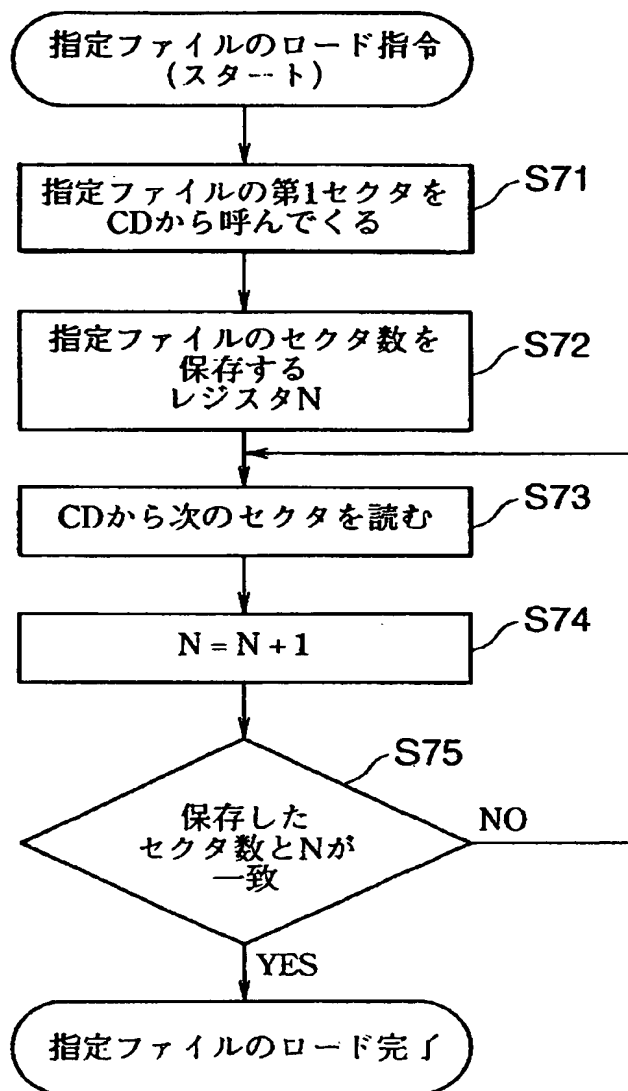 指定ファイルのロード指令
(スタート)
指定ファイルの第1セクタを
CDから呼んでくる
S71
指定ファイルのセクタ数を
保存する
レジスタN
S72
CDから次のセクタを読む
S73
N = N + 1
S74
S75
保存した
セクタ数とNが
一致
NO
YES
指定ファイルのロード完了